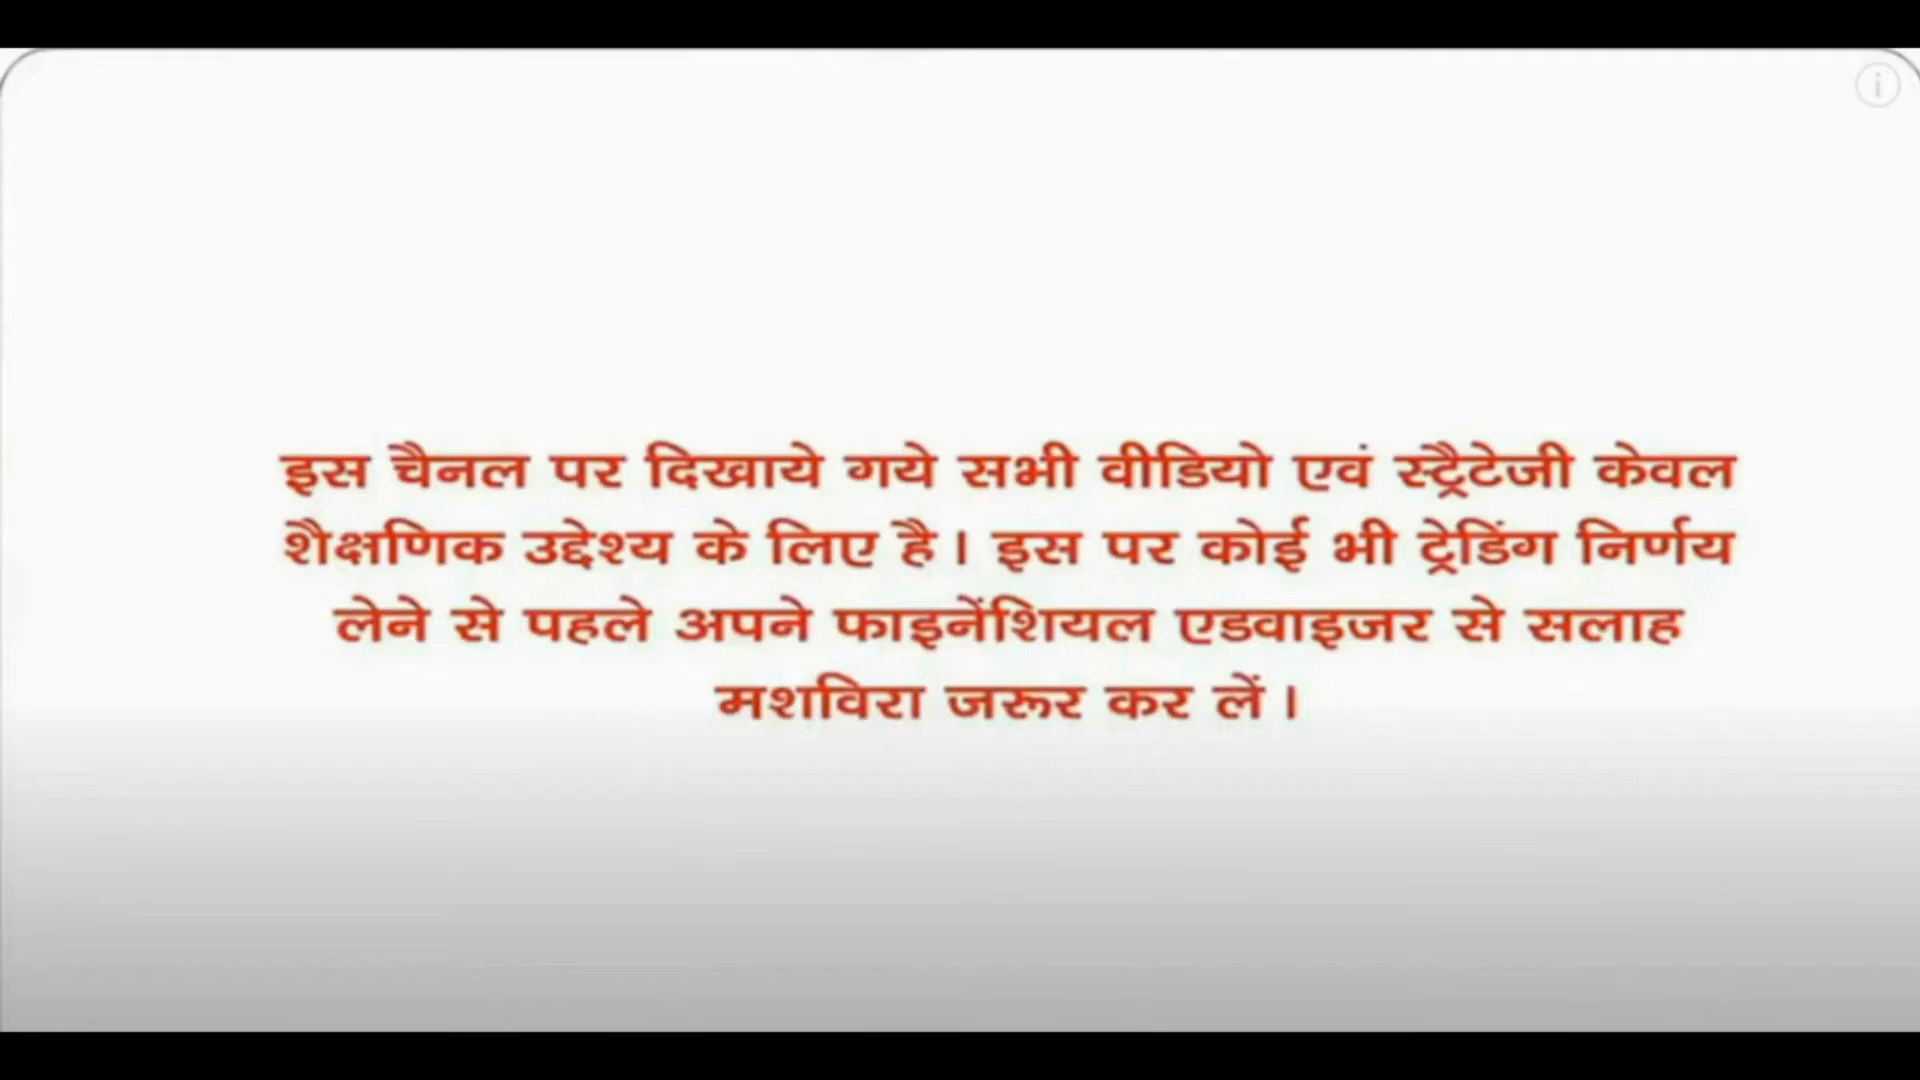 इस चैनल पर दिखाये गये सभी वीडियो एवं स्ट्रैटेजी केवल
शैक्षणिक उद्देश्य के लिए है। इस पर कोई भी ट्रेडिंग निर्णय
लेने से पहले अपने फाइनेंशियल एडवाइजर से सलाह
मशविरा जरूर कर लें।